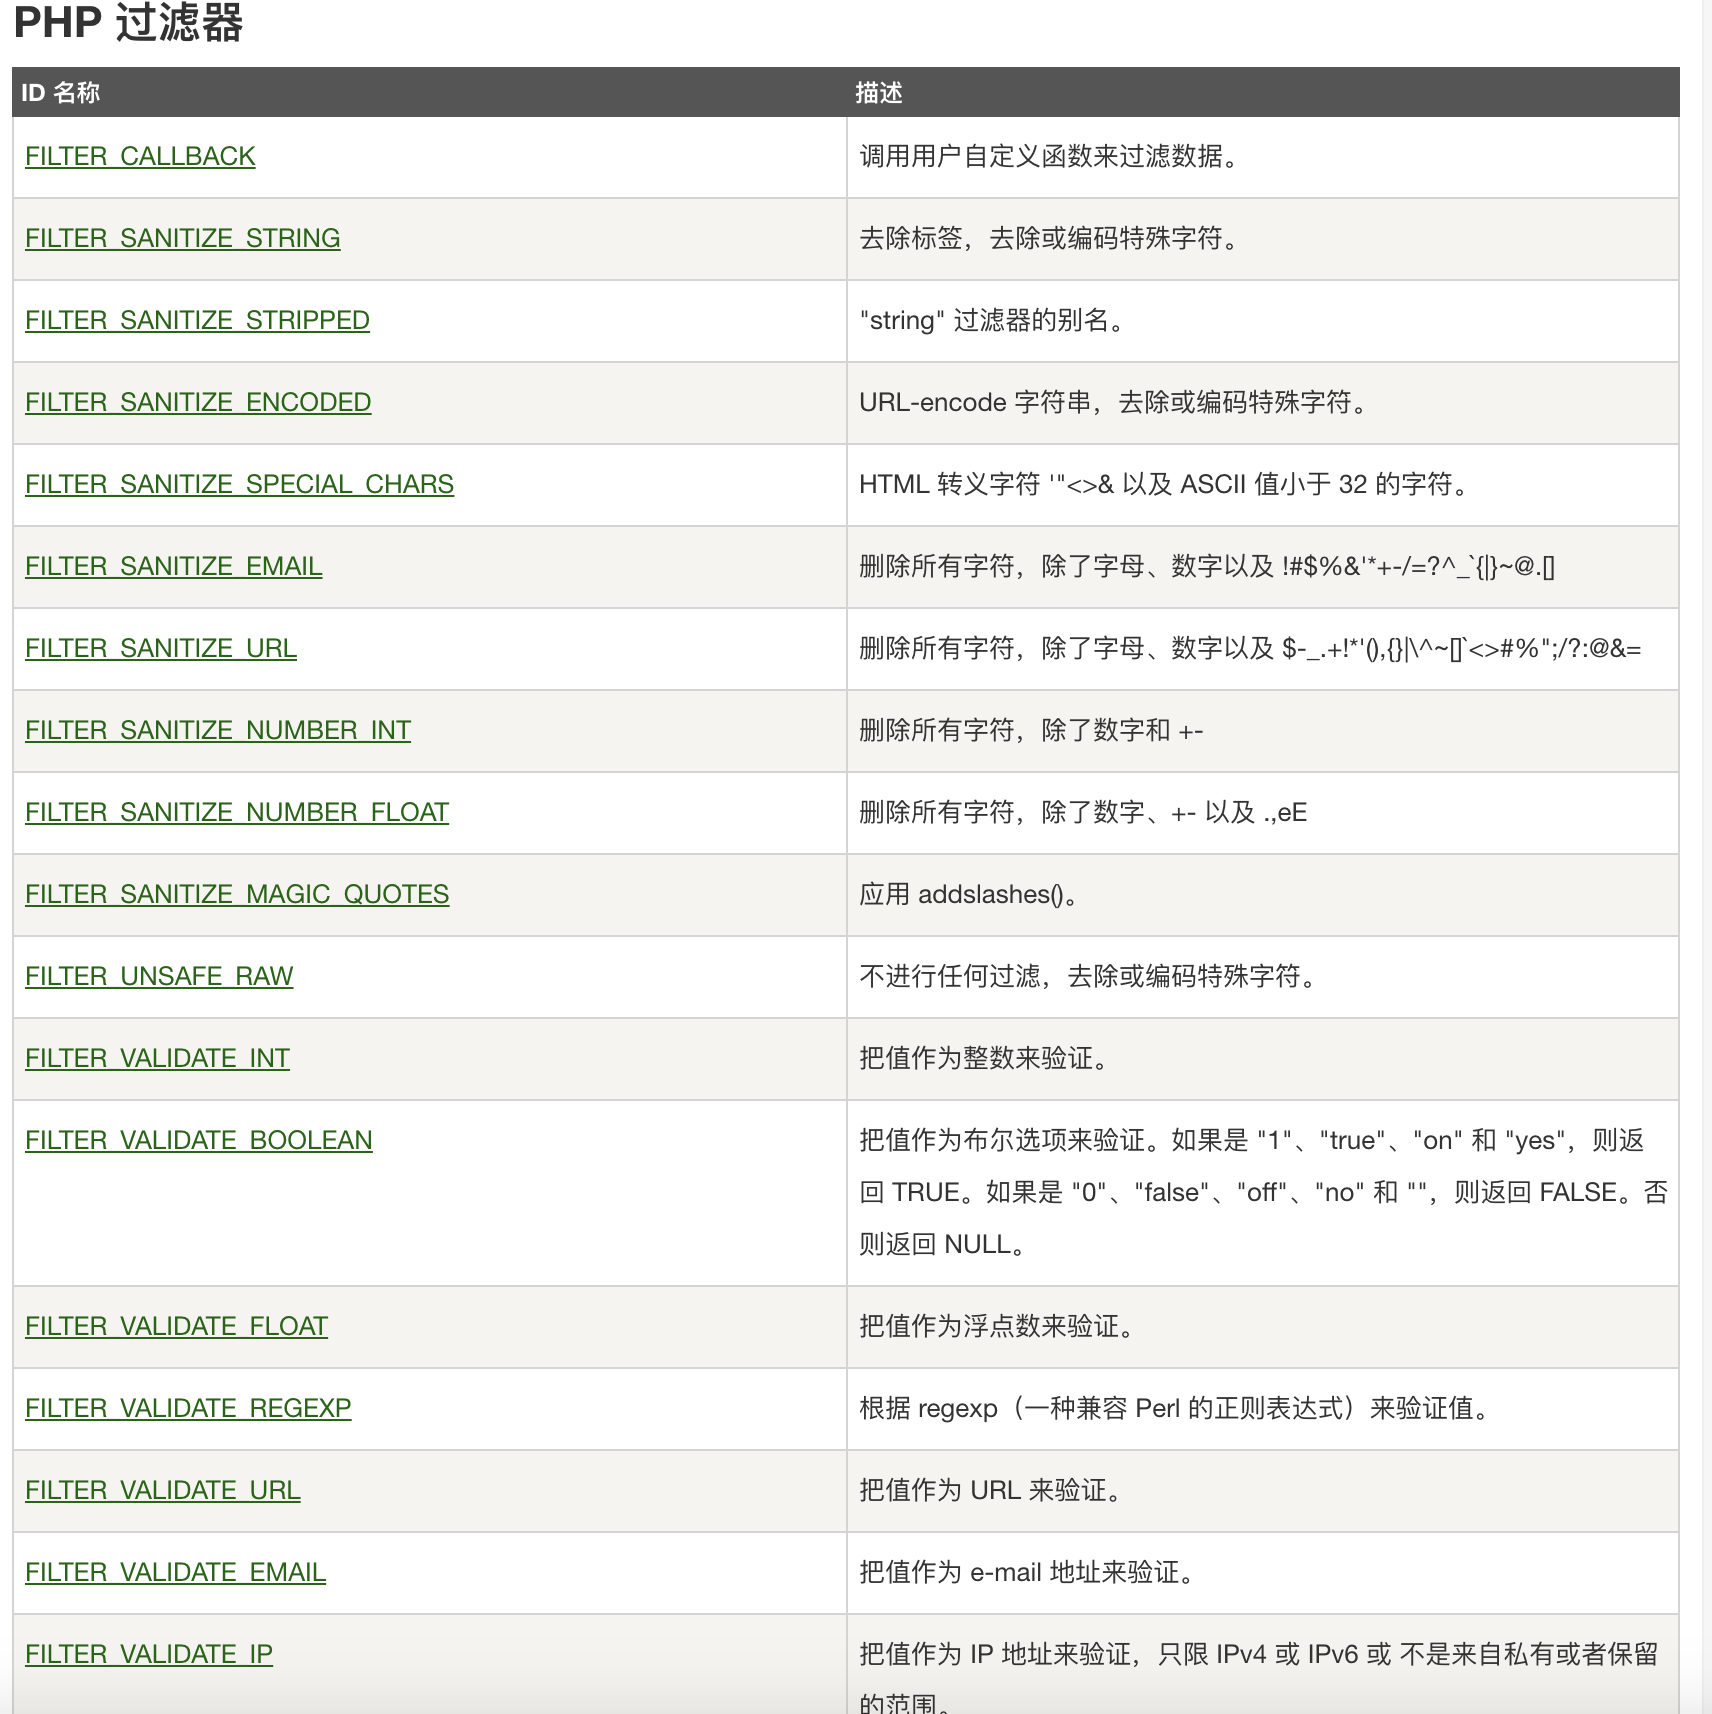 PHP 过滤器
ID 名称 描述
FILTER_CALLBACK 调用用户自定义函数来过滤数据。
FILTER_SANITIZE_STRING 去除标签，去除或编码特殊字符。
FILTER_SANITIZE_STRIPPED "string" 过滤器的别名。
FILTER_SANITIZE_ENCODED URL-encode 字符串，去除或编码特殊字符。
FILTER_SANITIZE_SPECIAL_CHARS HTML 转义字符 '"<>& 以及 ASCII 值小于 32 的字符。
FILTER_SANITIZE_EMAIL 删除所有字符，除了字母、数字以及 !#$%&'*+-/=?^_`{|}~@.[]
FILTER_SANITIZE_URL 删除所有字符，除了字母、数字以及 $-_.+!*'(),{}|\^~[]`<>#%";/?:@&=
FILTER_SANITIZE_NUMBER_INT 删除所有字符，除了数字和 +-
FILTER_SANITIZE_NUMBER_FLOAT 删除所有字符，除了数字、+- 以及 .,eE
FILTER_SANITIZE_MAGIC_QUOTES 应用 addslashes()。
FILTER_UNSAFE_RAW 不进行任何过滤，去除或编码特殊字符。
FILTER_VALIDATE_INT 把值作为整数来验证。
FILTER_VALIDATE_BOOLEAN 把值作为布尔选项来验证。如果是 "1"、"true"、"on" 和 "yes"，则返
回 TRUE。如果是 "0"、"false"、"off"、"no" 和 ""，则返回 FALSE。否
则返回 NULL。
FILTER_VALIDATE_FLOAT 把值作为浮点数来验证。
FILTER_VALIDATE_REGEXP 根据 regexp（一种兼容 Perl 的正则表达式）来验证值。
FILTER_VALIDATE_URL 把值作为 URL 来验证。
FILTER_VALIDATE_EMAIL 把值作为 e-mail 地址来验证。
FILTER_VALIDATE_IP 把值作为 IP 地址来验证，只限 IPv4 或 IPv6 或 不是来自私有或者保留
的范围。